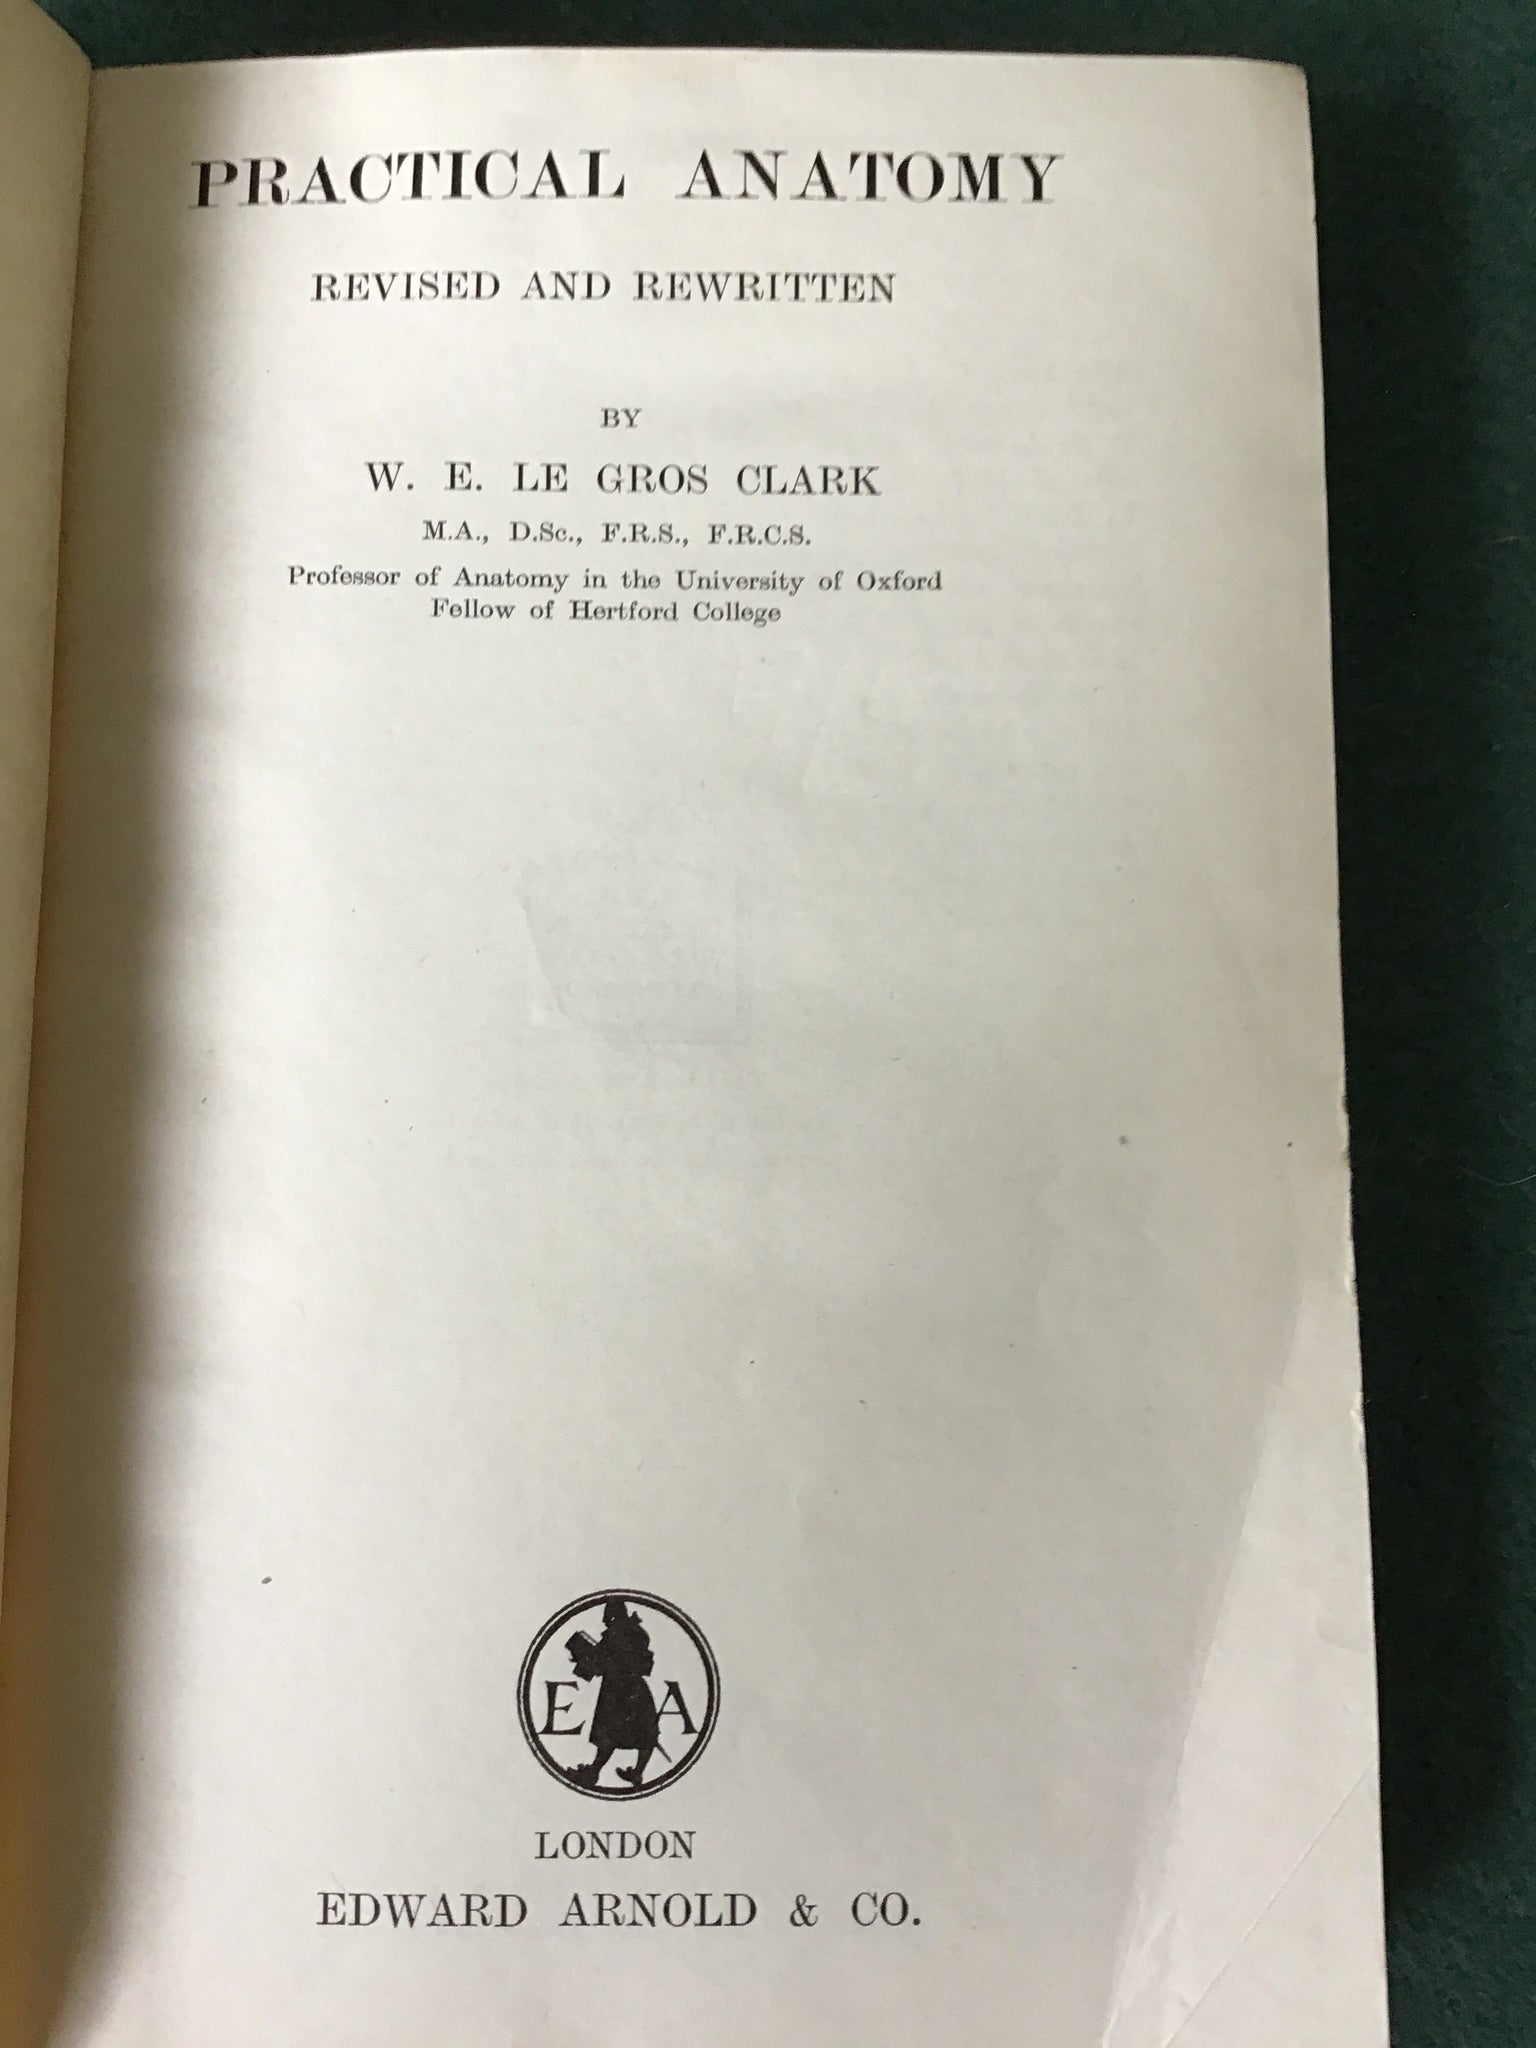 PRACTICAL ANATOMY
REVISED AND REWRITTEN
BY
W. E. LE GROS CLARK
M.A., D.Sc., F.R.S., F.R.C.S.
Professor of Anatomy in the University of Oxford
Fellow of Hertford College
E A
LONDON
EDWARD ARNOLD & CO.